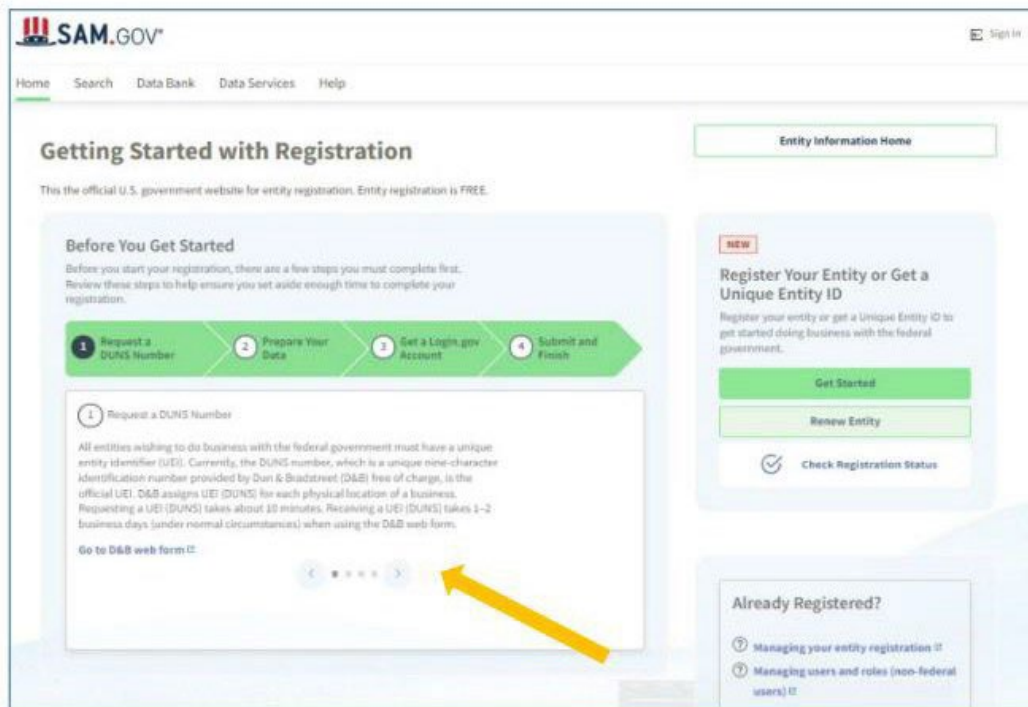 SAM.GOV®
Sign In
Home Search Data Bank Data Services Help
Getting Started with Registration
Entity Information Home
This the official U.S. government website for entity registration. Entity registration is FREE.
Before You Get Started
Before you start your registration, there are a few steps you must complete first.
Review these steps to help ensure you set aside enough time to complete your
registration.
1 Request a
DUNS Number
2 Prepare Your
Data
3 Get a Login.gov
Account
4 Submit and
Finish
1 Request a DUNS Number
All entities wishing to do business with the federal government must have a unique
entity identifier (UEI). Currently, the DUNS number, which is a unique nine-character
identification number provided by Dun & Bradstreet (D&B) free of charge, is the
official UEI. D&B assigns UEI (DUNS) for each physical location of a business.
Requesting a UEI (DUNS) takes about 10 minutes. Receiving a UEI (DUNS) takes 1–2
business days (under normal circumstances) when using the D&B web form.
Go to D&B web form
NEW
Register Your Entity or Get a
Unique Entity ID
Register your entity or get a Unique Entity ID to
get started doing business with the federal
government.
Get Started
Renew Entity
Check Registration Status
Already Registered?
Managing your entity registration
Managing users and roles (non-federal
users)